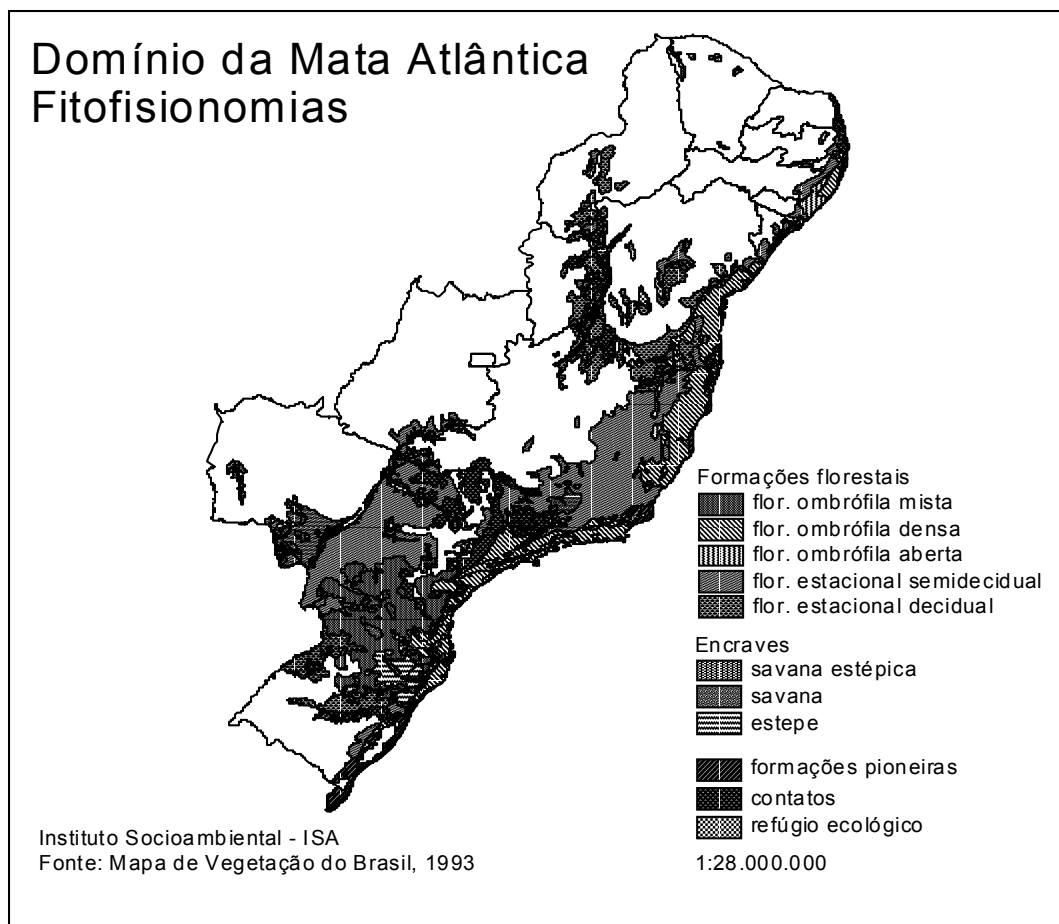 Domínio da Mata Atlântica
Fitofisionomias
Formações florestais
flor. ombrófila mista
flor. ombrófila densa
flor. ombrófila aberta
flor. estacional semidecidual
flor. estacional decidual
Encraves
savana estépica
savana
estepe
formações pioneiras
contatos
refúgio ecológico
Instituto Socioambiental - ISA
Fonte: Mapa de Vegetação do Brasil, 1993
1:28.000.000